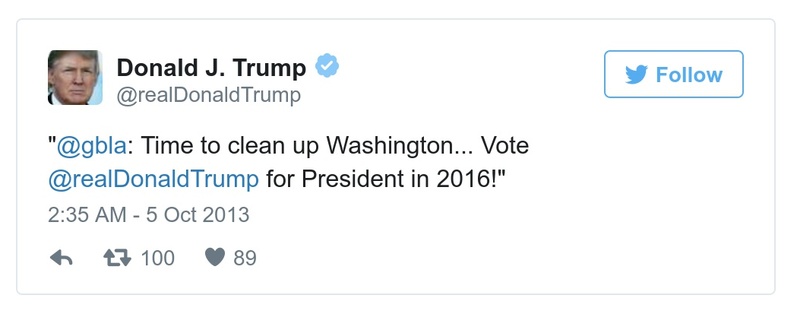 Donald J. Trump
@realDonaldTrump
Follow
"@gbla: Time to clean up Washington... Vote
@realDonaldTrump for President in 2016!"
2:35 AM - 5 Oct 2013
100 89